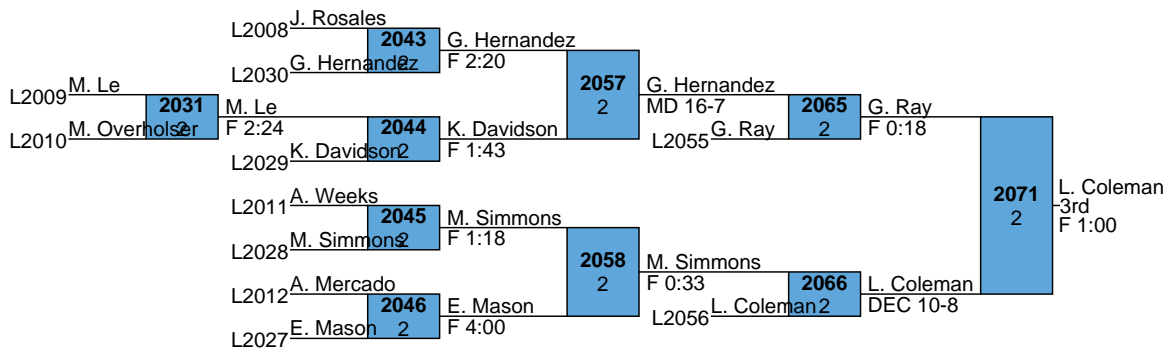 L2008 J. Rosales
2043
2
G. Hernandez
F 2:20
L2030 G. Hernandez
2057
2
G. Hernandez
MD 16-7
L2009 M. Le
2031
2
M. Le
F 2:24
L2010 M. Overholser
2044
2
K. Davidson
F 1:43
L2029 K. Davidson
2065
2
G. Ray
F 0:18
L2055 G. Ray
L2011 A. Weeks
2045
2
M. Simmons
F 1:18
L2028 M. Simmons
2058
2
M. Simmons
F 0:33
L2012 A. Mercado
2046
2
E. Mason
F 4:00
L2027 E. Mason
2066
2
L. Coleman
DEC 10-8
L2056 L. Coleman
2071
2
L. Coleman
3rd
F 1:00